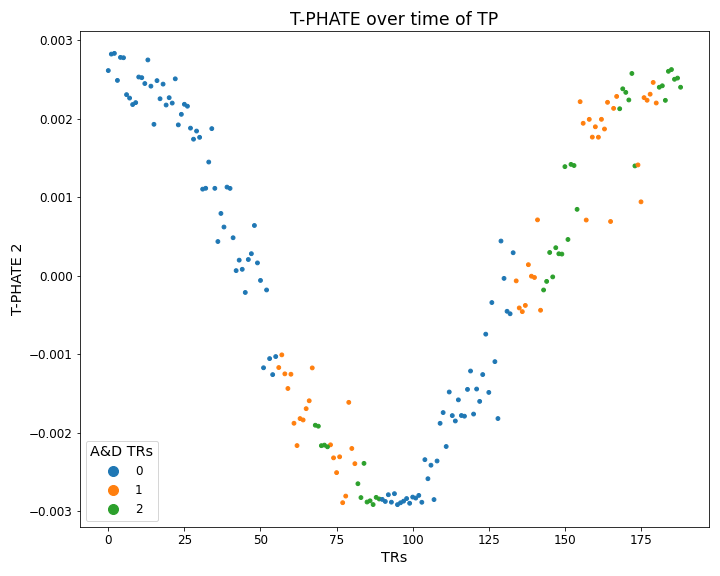 T-PHATE over time of TP
T-PHATE 2
0.003
0.002
0.001
0.000
−0.001
−0.002
−0.003
A&D TRs
0
1
2
0 25 50 75 100 125 150 175
TRs